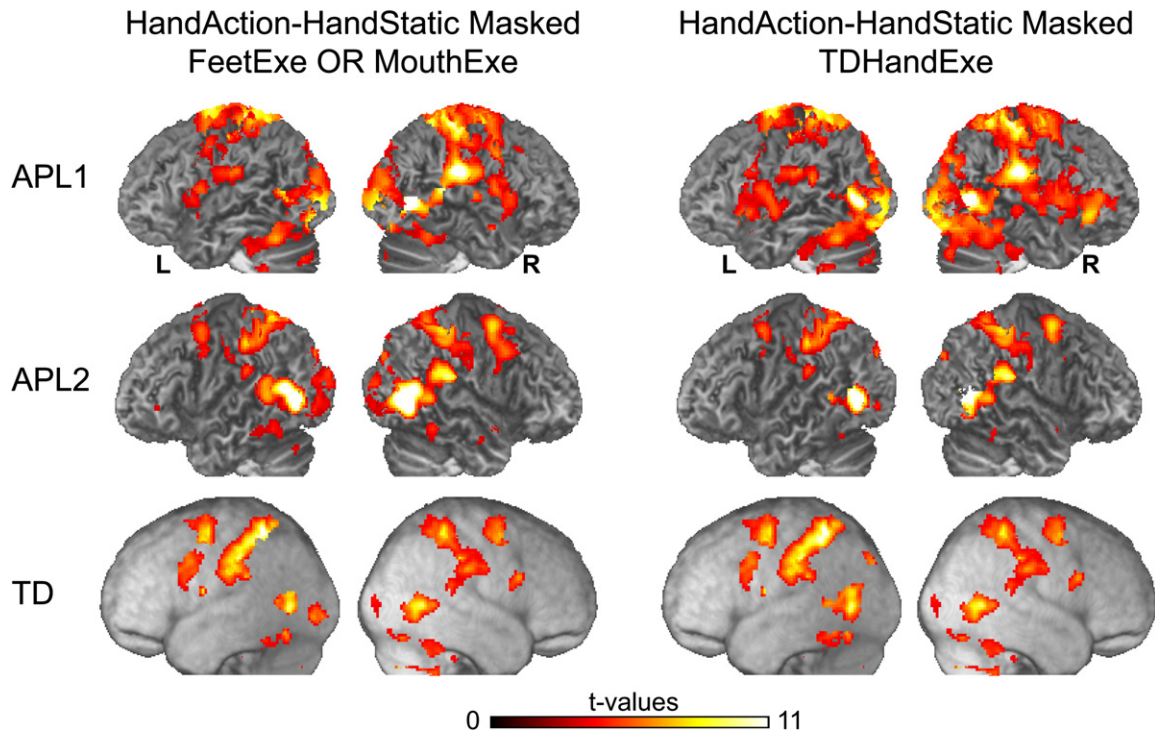 HandAction-HandStatic Masked
FeetExe OR MouthExe
HandAction-HandStatic Masked
TDHandExe
APL1
L
R
L
R
APL2
TD
t-values
0
11